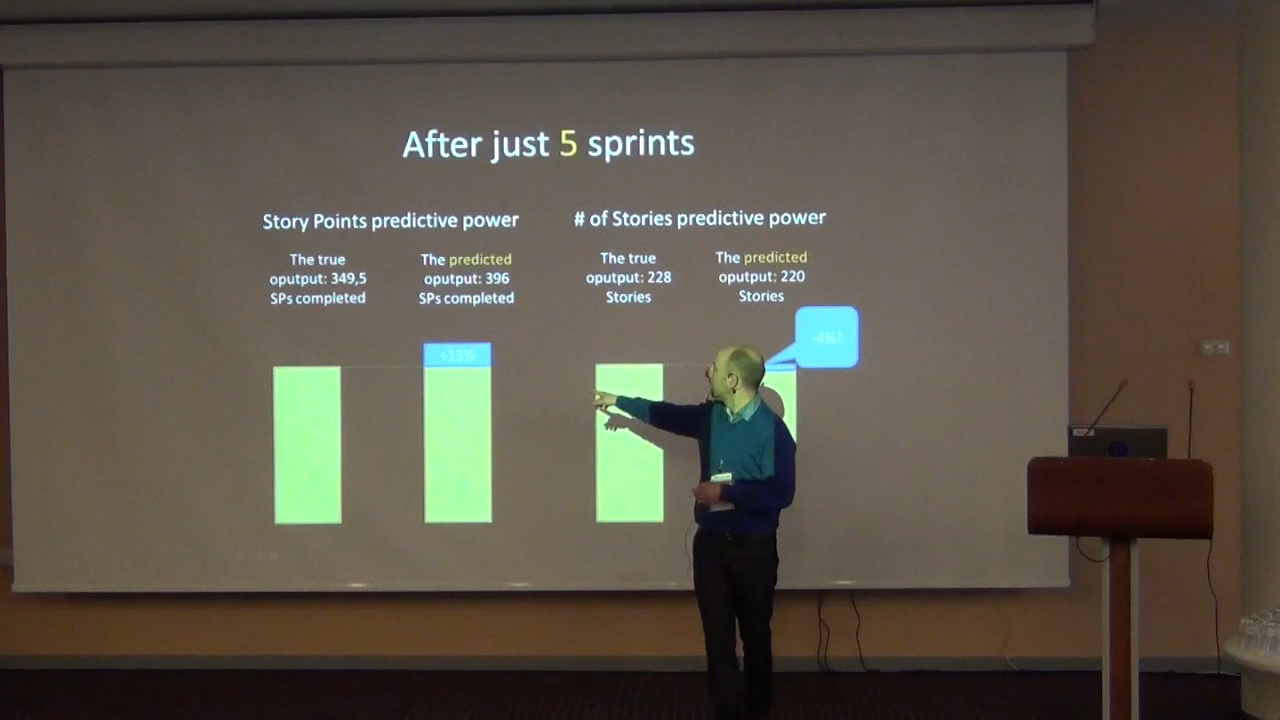 After just 5 sprints
Story Points predictive power
# of Stories predictive power
The true
oputput: 349,5
SPs completed
The predicted
oputput: 396
SPs completed
The true
oputput: 228
Stories
The predicted
oputput: 220
Stories
+13%
-4%!